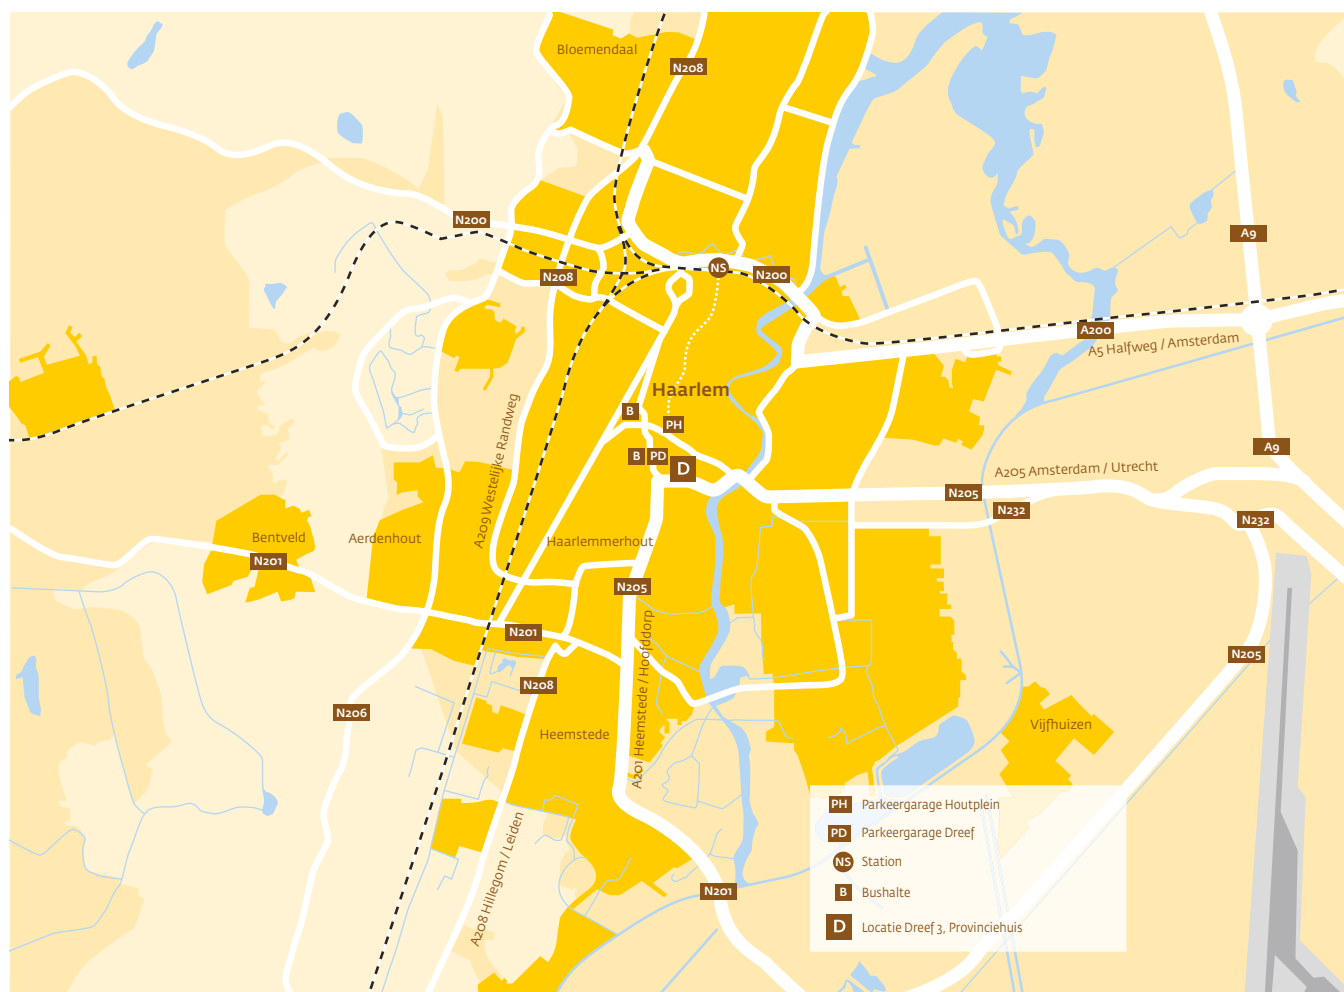 Bloemendaal
N208
N200
A9
NS
N208
N200
A200
A5 Halfweg / Amsterdam
Haarlem
B
PH
A209 Westelijke Randweg
B
PD
D
A9
A205 Amsterdam / Utrecht
N205
N232
N232
Bentveld
Aerdenhout
Haarlemmerhout
N201
N205
N201
A201 Heemstede / Hoofddorp
N205
N208
N206
Heemstede
Vijfhuizen
A208 Hillegom / Leiden
N201
PH Parkeergarage Houtplein
PD Parkeergarage Dreef
NS Station
B Bushalte
D Locatie Dreef 3, Provinciehuis